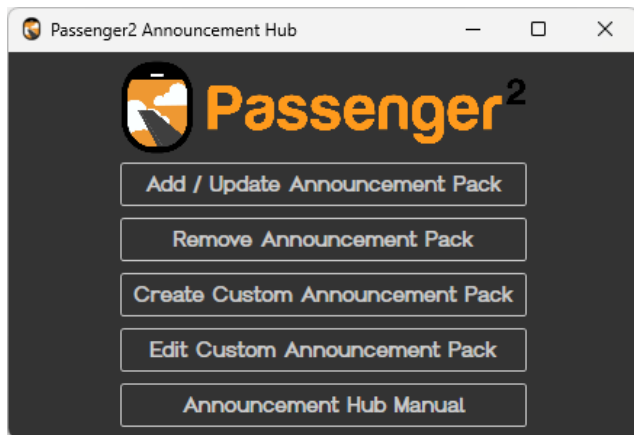 Passenger2 Announcement Hub
Passenger²
Add / Update Announcement Pack
Remove Announcement Pack
Create Custom Announcement Pack
Edit Custom Announcement Pack
Announcement Hub Manual